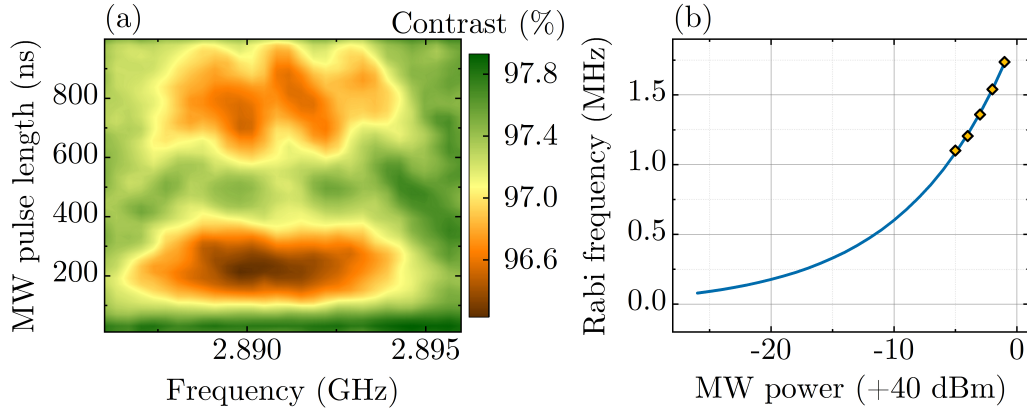 (a)
Contrast (%)
MW pulse length (ns)
800
600
400
200
2.890
2.895
Frequency (GHz)
97.8
97.4
97.0
96.6
(b)
Rabi frequency (MHz)
1.5
1.0
0.5
0.0
-20
-10
0
MW power (+40 dBm)